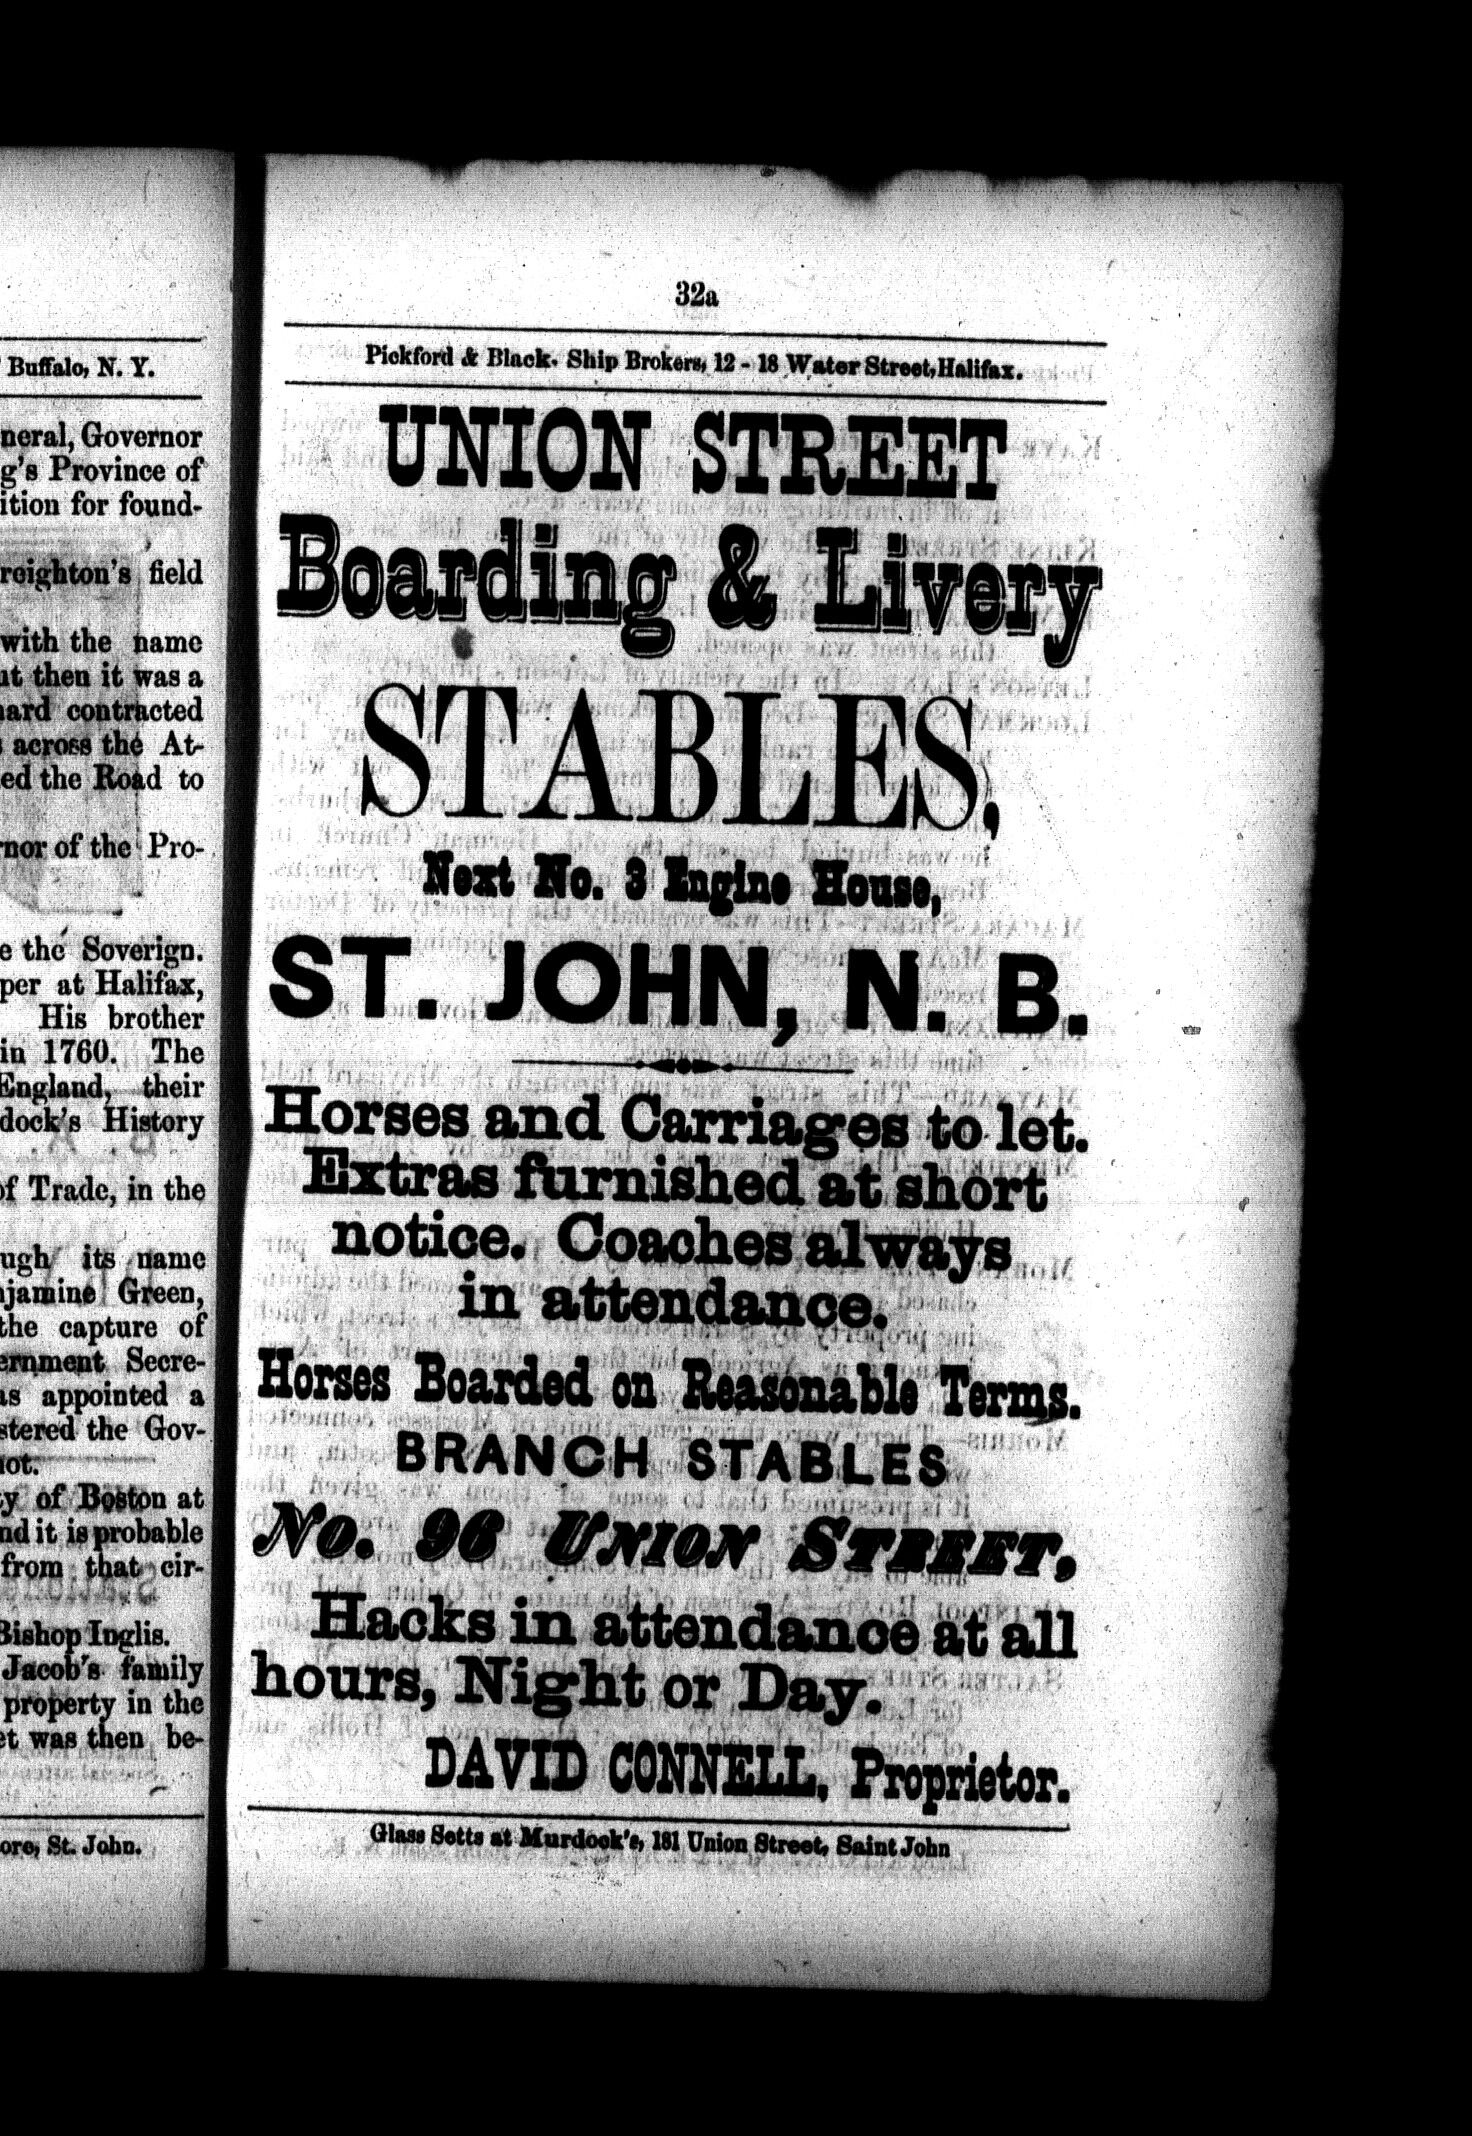 Buffalo, N. Y.
neral, Governor
g's Province of
ition for found-
reighton's field
with the name
ut then it was a
ard contracted
across the At-
ed the Road to
nor of the Pro-
e the Soverign.
per at Halifax,
His brother
in 1760. The
England, their
dock's History
of Trade, in the
ugh its name
jamine Green,
the capture of
ernment Secre-
as appointed a
stered the Gov-
not.
ty of Boston at
nd it is probable
from that cir-
Bishop Inglis.
Jacob's family
property in the
et was then be-
ore, St. John.
32a
Pickford & Black. Ship Brokers, 12 - 18 Water Street, Halifax.
UNION STREET
Boarding & Livery
STABLES,
Next No. 3 Engine House,
ST. JOHN, N. B.
Horses and Carriages to let.
Extras furnished at short
notice. Coaches always
in attendance.
Horses Boarded on Reasonable Terms.
BRANCH STABLES
No. 96 UNION STREET,
Hacks in attendance at all
hours, Night or Day.
DAVID CONNELL, Proprietor.
Glass Setts at Murdock's, 181 Union Street, Saint John